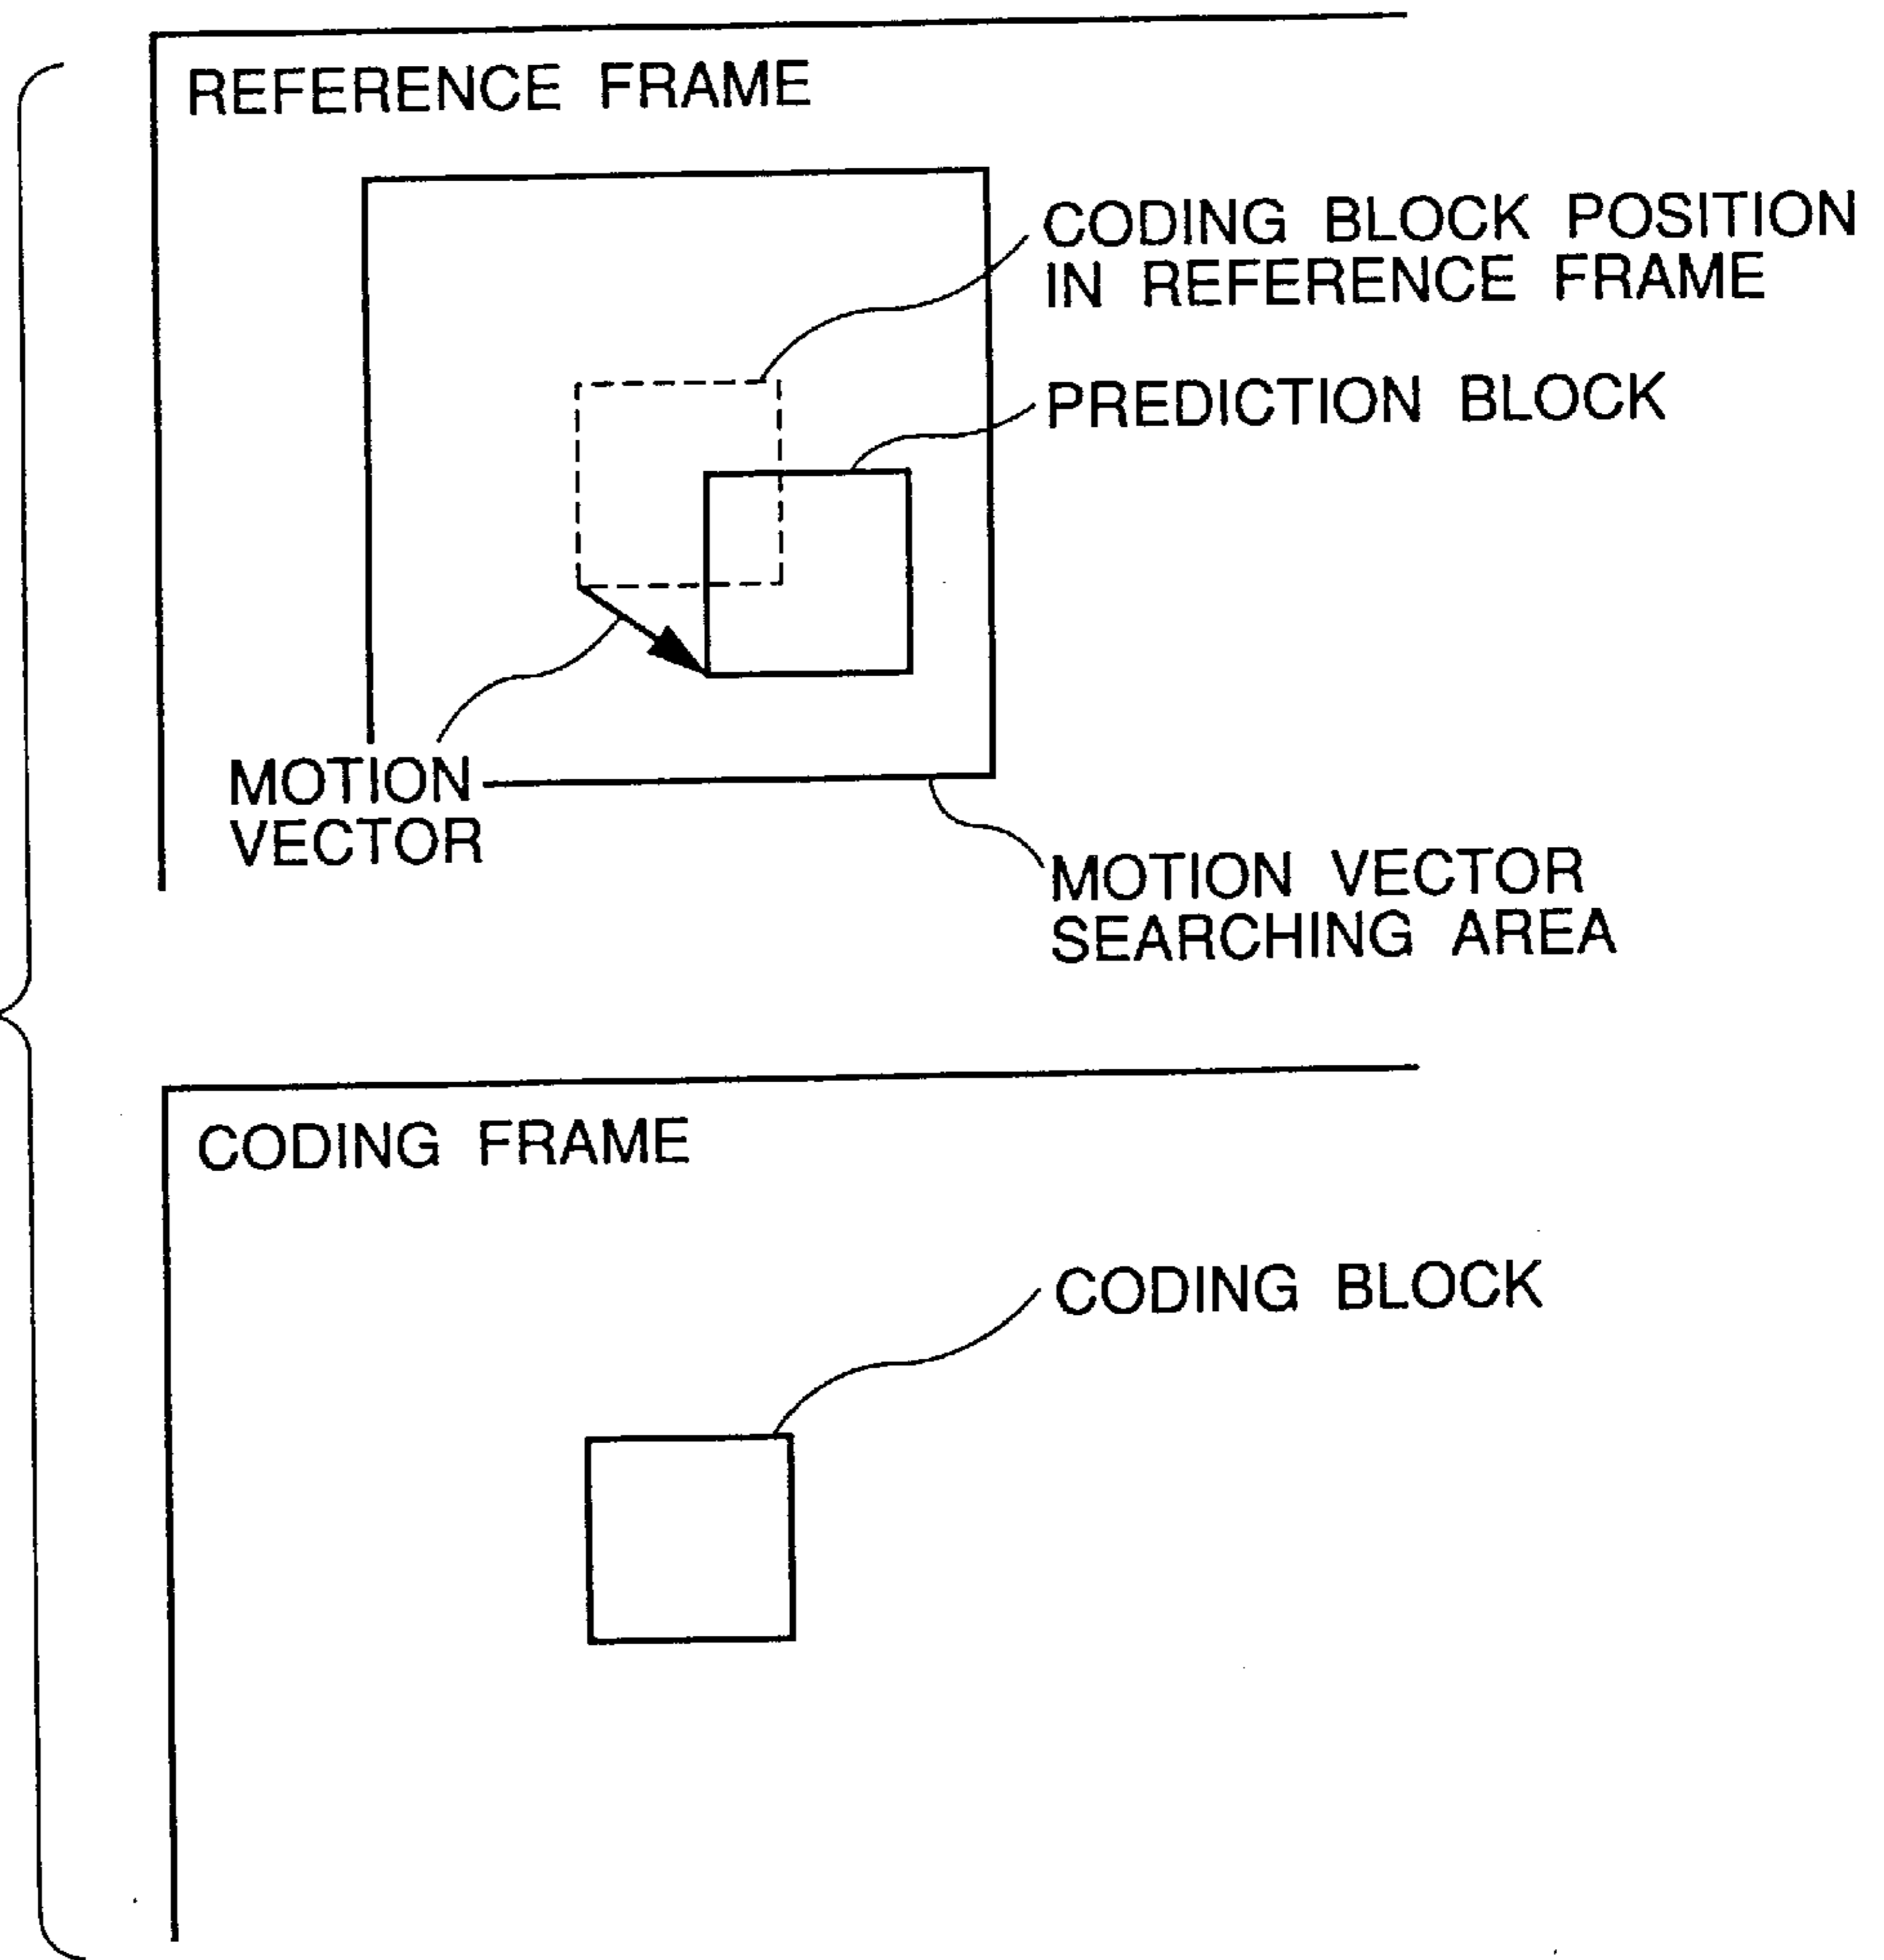 REFERENCE FRAME
CODING BLOCK POSITION
IN REFERENCE FRAME
PREDICTION BLOCK
MOTION
VECTOR
MOTION VECTOR
SEARCHING AREA
CODING FRAME
CODING BLOCK